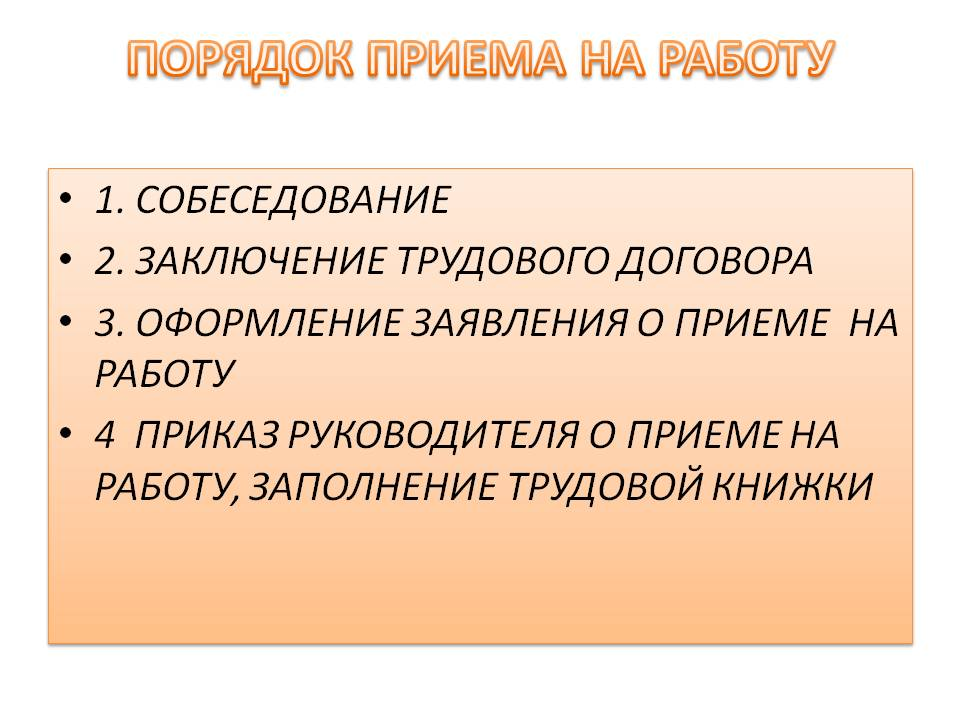 ПОРЯДОК ПРИЕМА НА РАБОТУ
• 1. СОБЕСЕДОВАНИЕ
• 2. ЗАКЛЮЧЕНИЕ ТРУДОВОГО ДОГОВОРА
• 3. ОФОРМЛЕНИЕ ЗАЯВЛЕНИЯ О ПРИЕМЕ  НА
РАБОТУ
• 4  ПРИКАЗ РУКОВОДИТЕЛЯ О ПРИЕМЕ НА
РАБОТУ, ЗАПОЛНЕНИЕ ТРУДОВОЙ КНИЖКИ